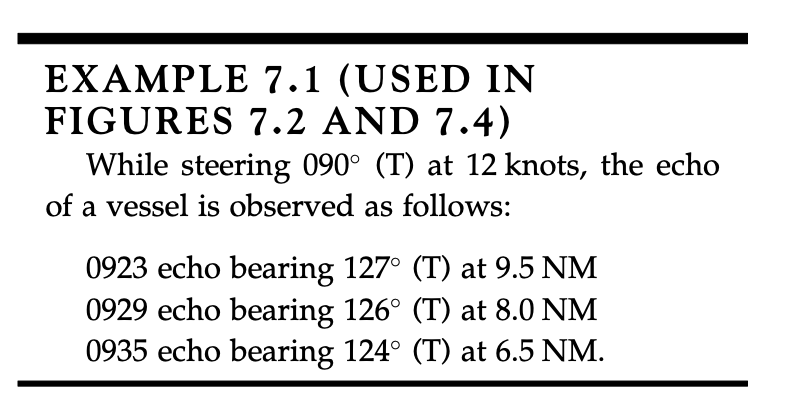 EXAMPLE 7.1 (USED IN
FIGURES 7.2 AND 7.4)
While steering 090° (T) at 12 knots, the echo
of a vessel is observed as follows:
0923 echo bearing 127° (T) at 9.5 NM
0929 echo bearing 126° (T) at 8.0 NM
0935 echo bearing 124° (T) at 6.5 NM.